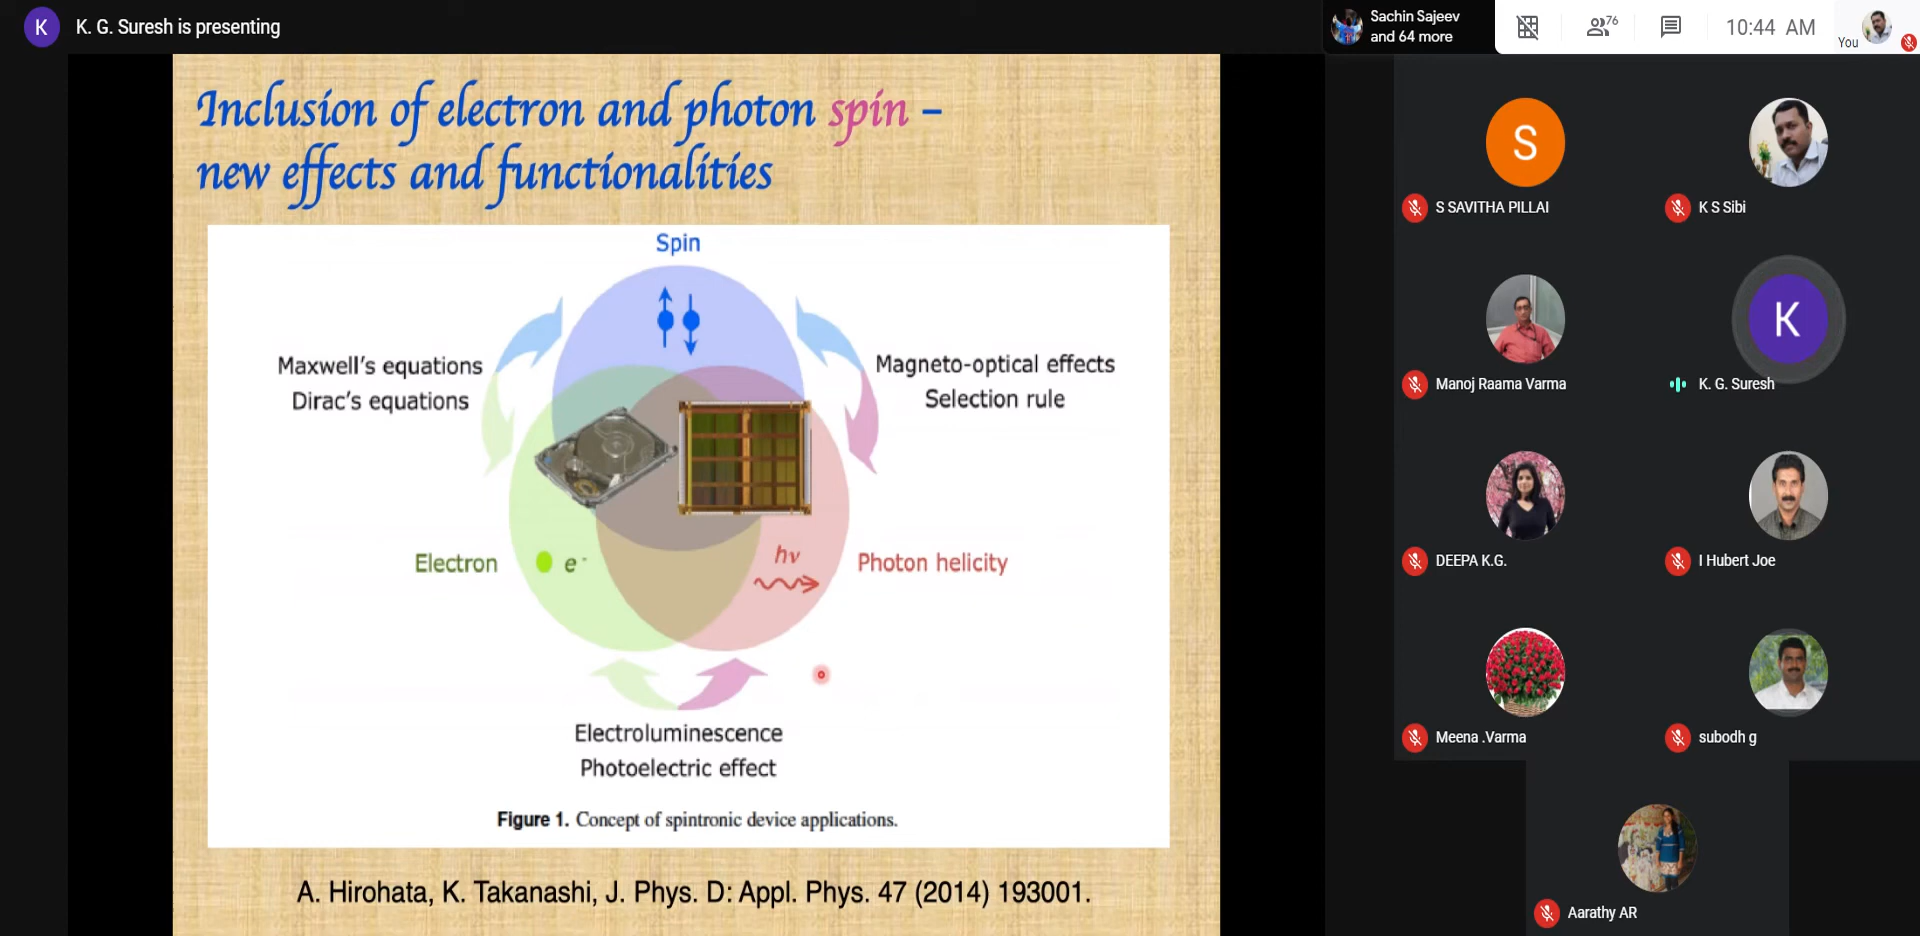 K
K. G. Suresh is presenting
Sachin Sajeev
and 64 more
76
10:44 AM
You
Inclusion of electron and photon spin –
new effects and functionalities
Spin
Maxwell's equations
Dirac's equations
Magneto-optical effects
Selection rule
Electron
e-
hν
Photon helicity
Electroluminescence
Photoelectric effect
Figure 1. Concept of spintronic device applications.
A. Hirohata, K. Takanashi, J. Phys. D: Appl. Phys. 47 (2014) 193001.
S
S SAVITHA PILLAI
K S Sibi
K
Manoj Raama Varma
K. G. Suresh
DEEPA K.G.
I Hubert Joe
Meena .Varma
subodh g
Aarathy AR